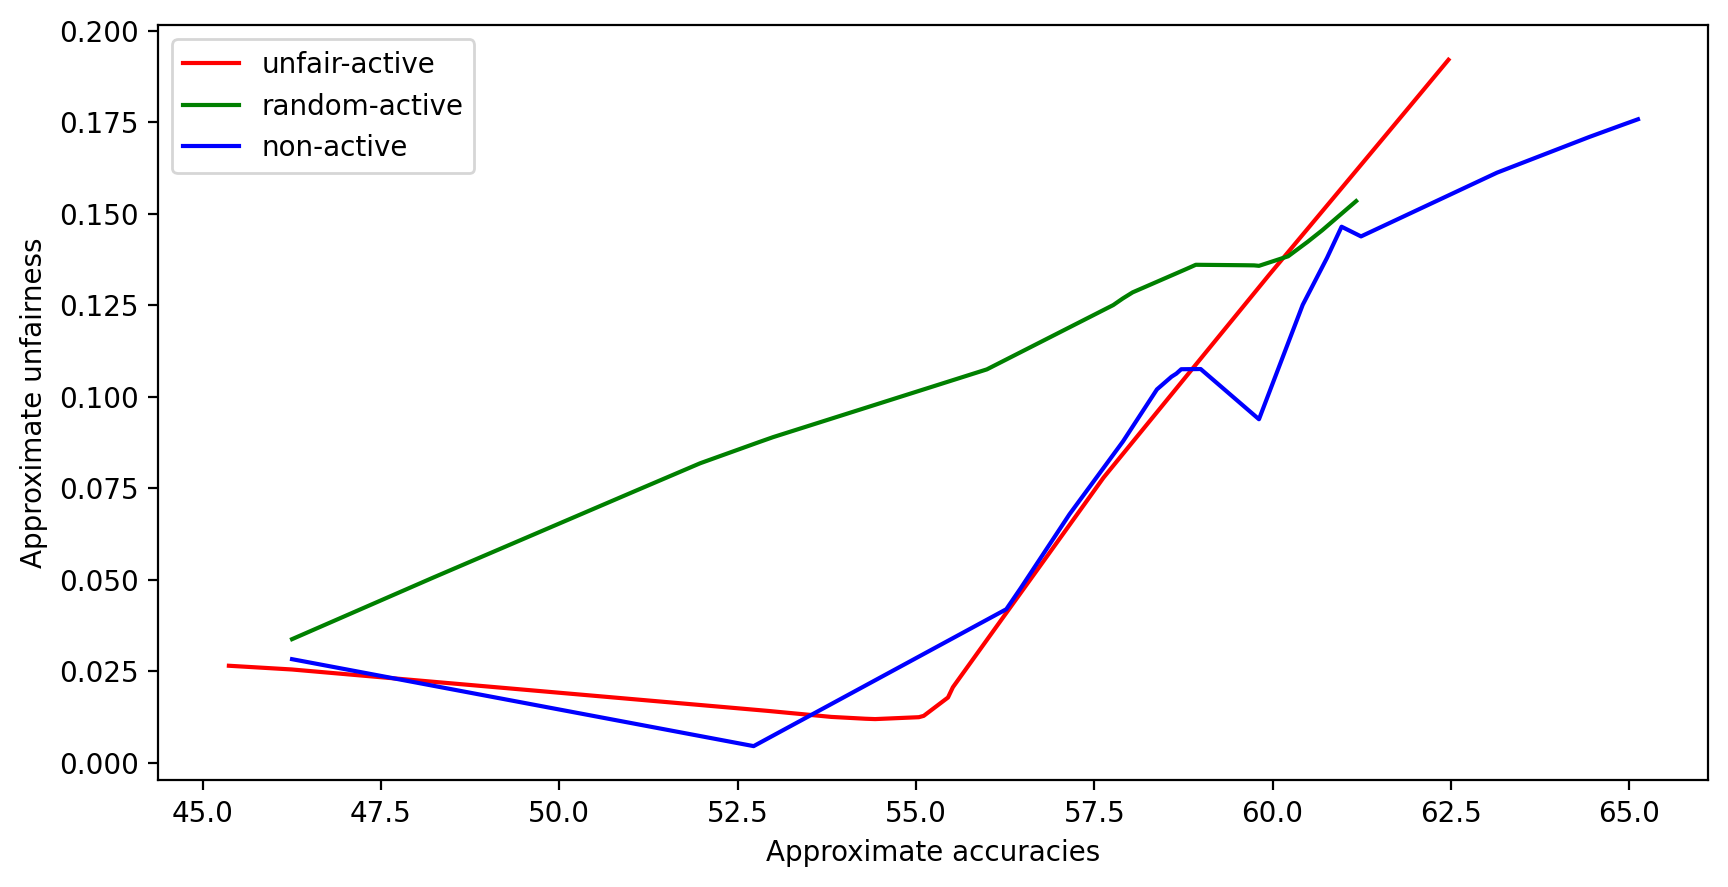 unfair-active
random-active
non-active
Approximate unfairness
0.200
0.175
0.150
0.125
0.100
0.075
0.050
0.025
0.000
45.0 47.5 50.0 52.5 55.0 57.5 60.0 62.5 65.0
Approximate accuracies